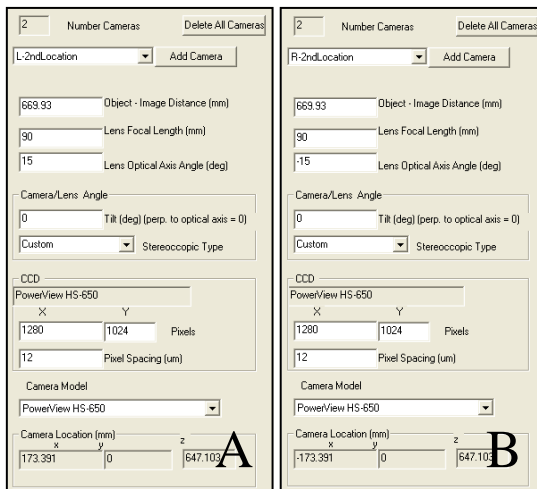 2 Number Cameras Delete All Cameras
L-2ndLocation Add Camera
669.93 Object - Image Distance (mm)
90 Lens Focal Length (mm)
15 Lens Optical Axis Angle (deg)
Camera/Lens Angle
0 Tilt (deg) (perp. to optical axis = 0)
Custom Stereoccopic Type
CCD
PowerView HS-650
X Y
1280 1024 Pixels
12 Pixel Spacing (um)
Camera Model
PowerView HS-650
Camera Location (mm)
x y z
173.391 0 647.103
A
2 Number Cameras Delete All Cameras
R-2ndLocation Add Camera
669.93 Object - Image Distance (mm)
90 Lens Focal Length (mm)
-15 Lens Optical Axis Angle (deg)
Camera/Lens Angle
0 Tilt (deg) (perp. to optical axis = 0)
Custom Stereoccopic Type
CCD
PowerView HS-650
X Y
1280 1024 Pixels
12 Pixel Spacing (um)
Camera Model
PowerView HS-650
Camera Location (mm)
x y z
-173.391 0 647.103
B